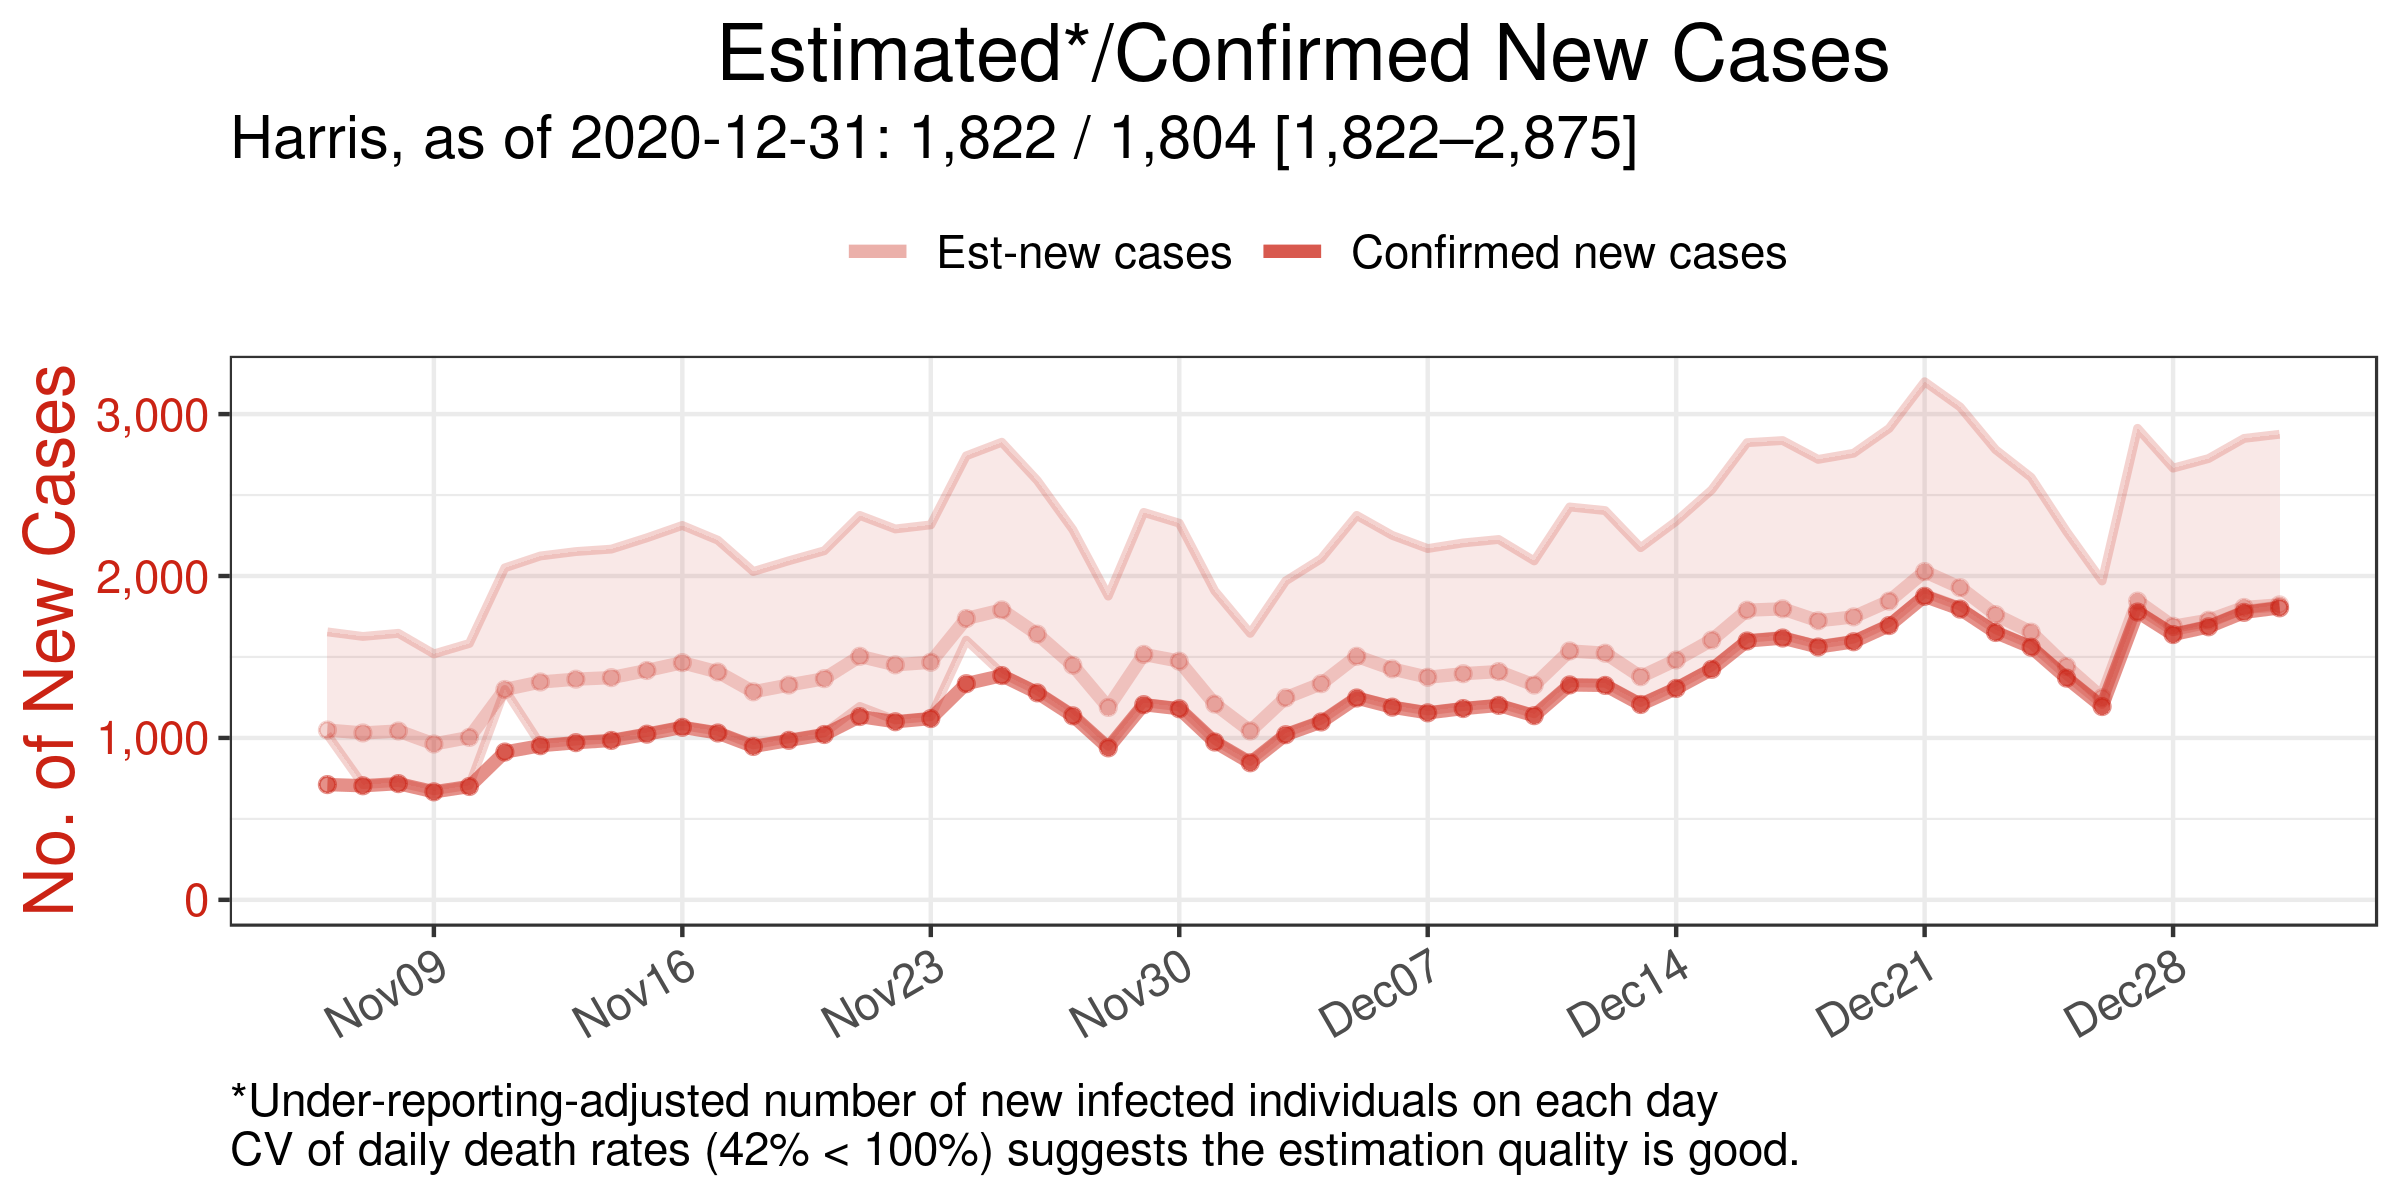 Estimated*/Confirmed New Cases
Harris, as of 2020-12-31: 1,822 / 1,804 [1,822–2,875]
Est-new cases Confirmed new cases
No. of New Cases
3,000
2,000
1,000
0
Nov09 Nov16 Nov23 Nov30 Dec07 Dec14 Dec21 Dec28
*Under-reporting-adjusted number of new infected individuals on each day
CV of daily death rates (42% < 100%) suggests the estimation quality is good.